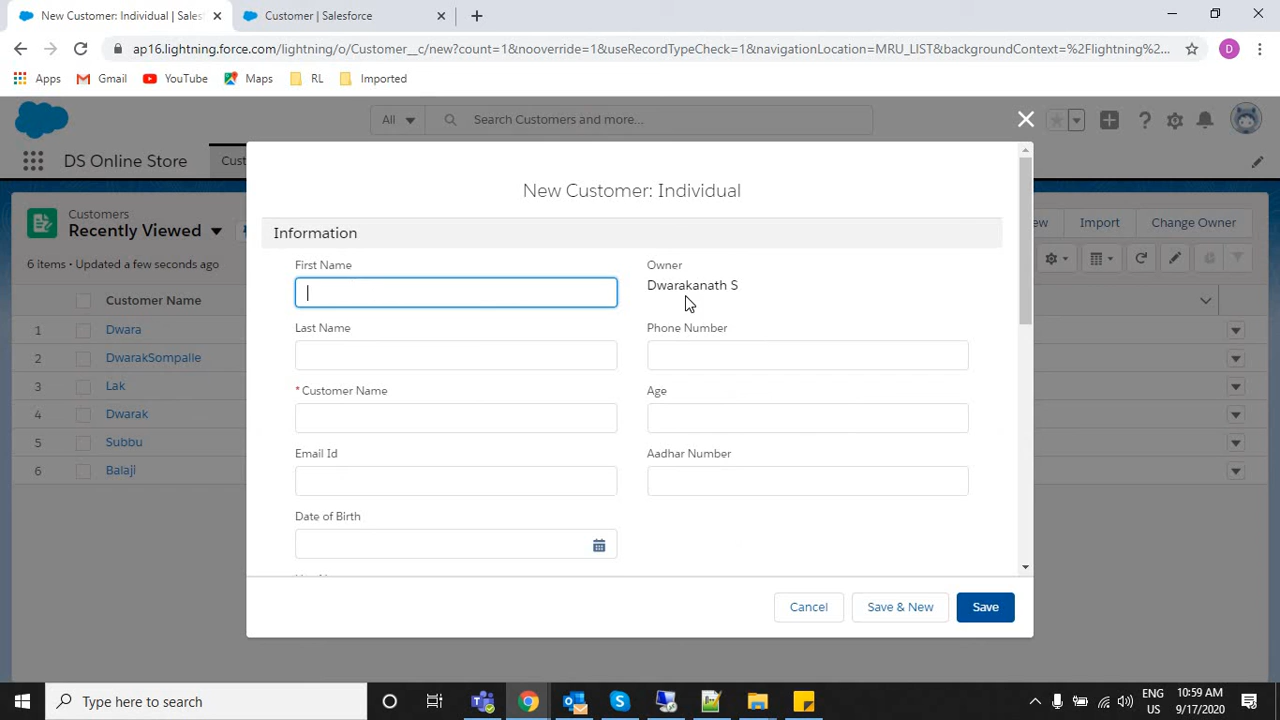 New Customer: Individual | Sales
Customer | Salesforce
ap16.lightning.force.com/lightning/o/Customer__c/new?count=1&nooverride=1&useRecordTypeCheck=1&navigationLocation=MRU_LIST&backgroundContext=%2Flightning%2...
D
Apps
Gmail
YouTube
Maps
RL
Imported
All
Search Customers and more...
DS Online Store
Customers
Recently Viewed
Import
Change Owner
6 items • Updated a few seconds ago
Customer Name
1 Dwara
2 DwarakSompalle
3 Lak
4 Dwarak
5 Subbu
6 Balaji
New Customer: Individual
Information
First Name
Owner
Dwarakanath S
Last Name
Phone Number
*Customer Name
Age
Email Id
Aadhar Number
Date of Birth
Cancel
Save & New
Save
Type here to search
ENG
US
10:59 AM
9/17/2020